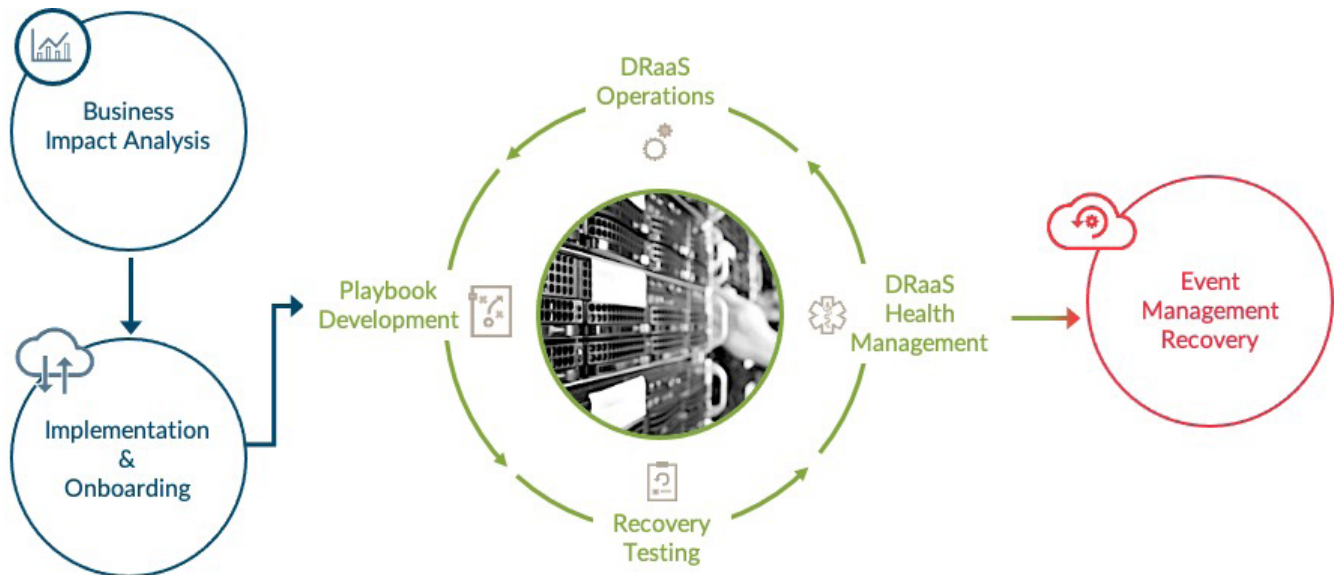 Business
Impact Analysis
Implementation
&
Onboarding
Playbook
Development
DRaaS
Operations
Recovery
Testing
DRaaS
Health
Management
Event
Management
Recovery